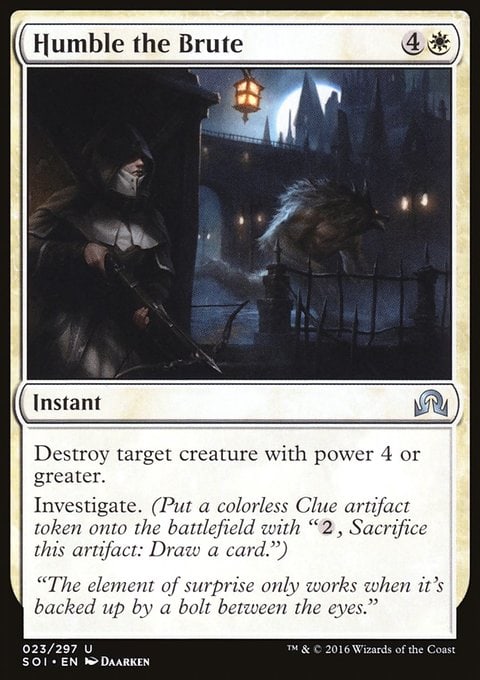 Humble the Brute 4
Instant
Destroy target creature with power 4 or
greater.
Investigate. (Put a colorless Clue artifact
token onto the battlefield with “2, Sacrifice
this artifact: Draw a card.”)
“The element of surprise only works when it’s
backed up by a bolt between the eyes.”
023/297 U
SOI • EN Daarken
™ & © 2016 Wizards of the Coast